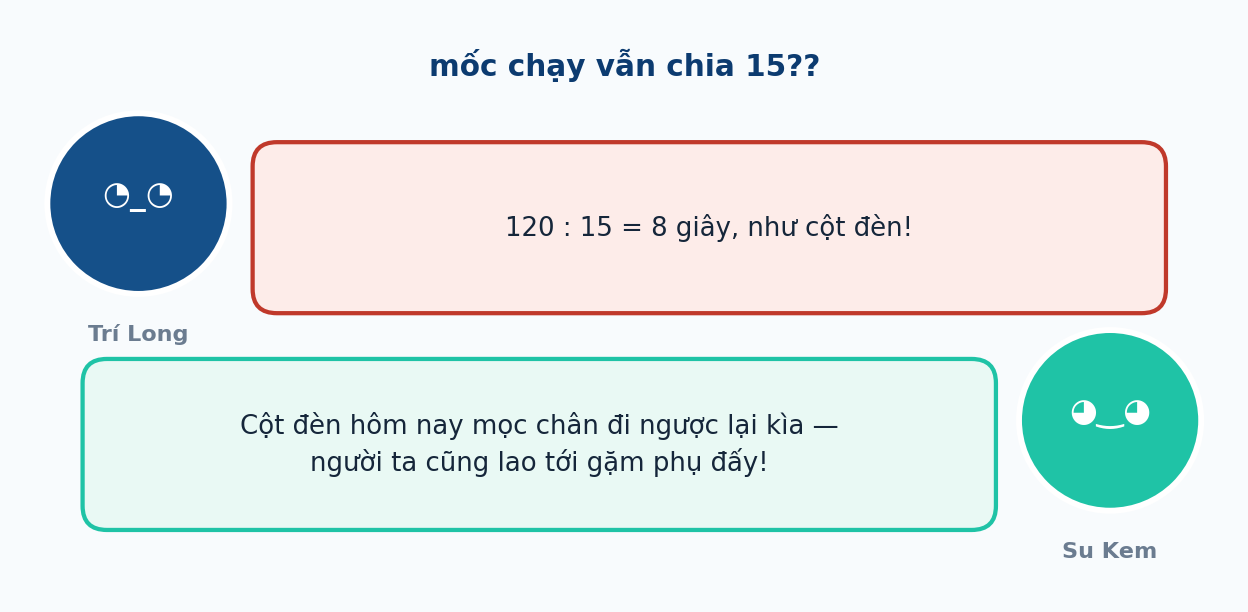 mốc chạy vẫn chia 15??
◔_◔
120 : 15 = 8 giây, như cột đèn!
Trí Long
Cột đèn hôm nay mọc chân đi ngược lại kìa —
người ta cũng lao tới gặm phụ đấy!
◕‿◕
Su Kem